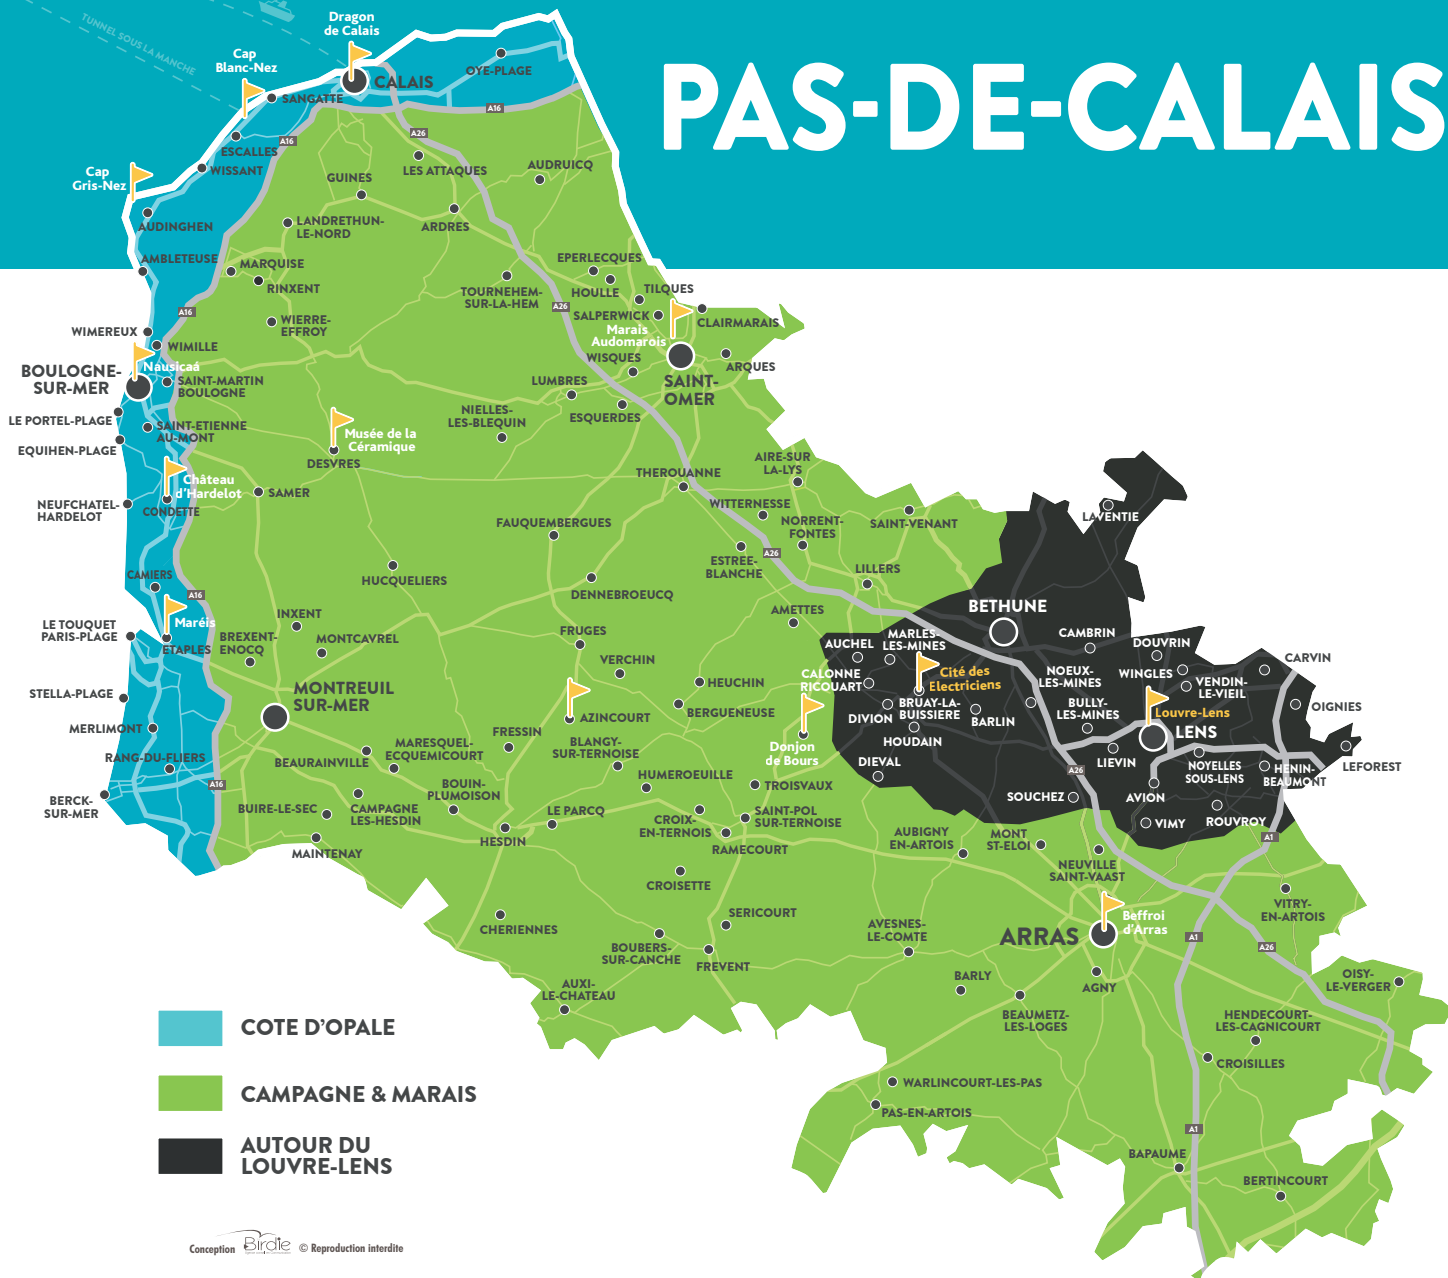 PAS-DE-CALAIS
TUNNEL SOUS LA MANCHE
Dragon
de Calais
Cap
Blanc-Nez
CALAIS
OYE-PLAGE
SANGATTE
A16
A26
A16
ESCALLES
WISSANT
Cap
Gris-Nez
LES ATTAQUES
AUDRUICQ
GUINES
AUDINGHEN
LANDRETHUN-
LE-NORD
ARDRES
AMBLETEUSE
MARQUISE
RINXENT
EPERLECQUES
HOULLE
TILQUES
TOURNEHEM-
SUR-LA-HEM
A26
SALPERWICK
CLAIRMARAIS
A16
WIERRE-
EFFROY
Marais
Audomarois
WIMEREUX
WIMILLE
WISQUES
ARQUES
BOULOGNE-
SUR-MER
Nausicaá
SAINT-MARTIN
BOULOGNE
LUMBRES
SAINT-
OMER
LE PORTEL-PLAGE
SAINT-ETIENNE
AU-MONT
NIELLES-
LES-BLEQUIN
ESQUERDES
EQUIHEN-PLAGE
Musée de la
Céramique
DESVRES
AIRE-SUR
LA-LYS
THEROUANNE
Château
d'Hardelot
SAMER
NEUFCHATEL-
HARDELOT
CONDETTE
WITTERNESSE
NORRENT-
FONTES
SAINT-VENANT
LAVENTIE
FAUQUEMBERGUES
A26
ESTREE-
BLANCHE
LILLERS
CAMIERS
HUCQUELIERS
DENNEBROEUCQ
A16
AMETTES
BETHUNE
INXENT
Maréis
LE TOUQUET
PARIS-PLAGE
ETAPLES
BREXENT-
ENOCQ
MONTCAVREL
FRUGES
AUCHEL
MARLES-
LES-MINES
CAMBRIN
DOUVRIN
CARVIN
VERCHIN
CALONNE
RICOUART
Cité des
Electriciens
NOEUX-
LES-MINES
WINGLES
VENDIN-
LE-VIEIL
STELLA-PLAGE
MONTREUIL
SUR-MER
HEUCHIN
BERGUENEUSE
AZINCOURT
DIVION
BRUAY-LA-
BUISSIERE
BARLIN
BULLY-
LES-MINES
Louvre-Lens
OIGNIES
MERLIMONT
FRESSIN
HOUDAIN
LENS
MARESQUEL-
ECQUEMICOURT
BLANGY-
SUR-TERNOISE
Donjon
de Bours
RANG-DU-FLIERS
BEAURAINVILLE
DIEVAL
LIEVIN
NOYELLES
SOUS-LENS
HENIN-
BEAUMONT
LEFOREST
A16
HUMEROEUILLE
TROISVAUX
A26
BERCK-
SUR-MER
BUIRE-LE-SEC
CAMPAGNE
LES-HESDIN
BOUIN-
PLUMOISON
LE PARCQ
SOUCHEZ
AVION
CROIX-
EN-TERNOIS
SAINT-POL
SUR-TERNOISE
VIMY
ROUVROY
MAINTENAY
HESDIN
RAMECOURT
AUBIGNY
EN-ARTOIS
MONT
ST-ELOI
A1
NEUVILLE
SAINT-VAAST
CROISETTE
VITRY-
EN-ARTOIS
CHERIENNES
SERICOURT
AVESNES-
LE-COMTE
Beffroi
d'Arras
ARRAS
A1
A26
BOUBERS-
SUR-CANCHE
FREVENT
BARLY
AGNY
OISY-
LE-VERGER
AUXI-
LE-CHATEAU
BEAUMETZ-
LES-LOGES
HENDECOURT-
LES-CAGNICOURT
CROISILLES
WARLINCOURT-LES-PAS
PAS-EN-ARTOIS
A1
BAPAUME
BERTINCOURT
COTE D'OPALE
CAMPAGNE & MARAIS
AUTOUR DU
LOUVRE-LENS
Conception Birdie © Reproduction interdite